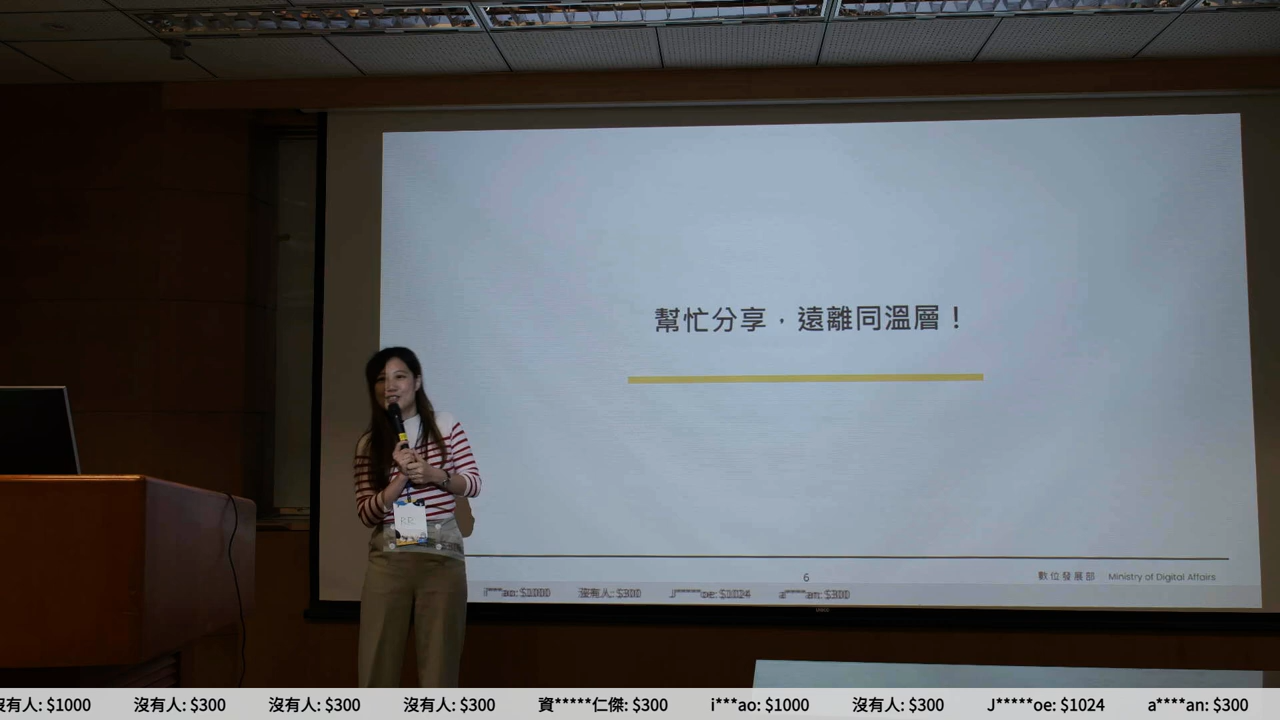 幫忙分享，遠離同溫層！
R.R.
6
數位發展部 Ministry of Digital Affairs
i***ao: $1000 沒有人: $300 J*****oe: $1024 a****an: $300
沒有人: $1000 沒有人: $300 沒有人: $300 沒有人: $300 資*****仁傑: $300 i***ao: $1000 沒有人: $300 J*****oe: $1024 a****an: $300